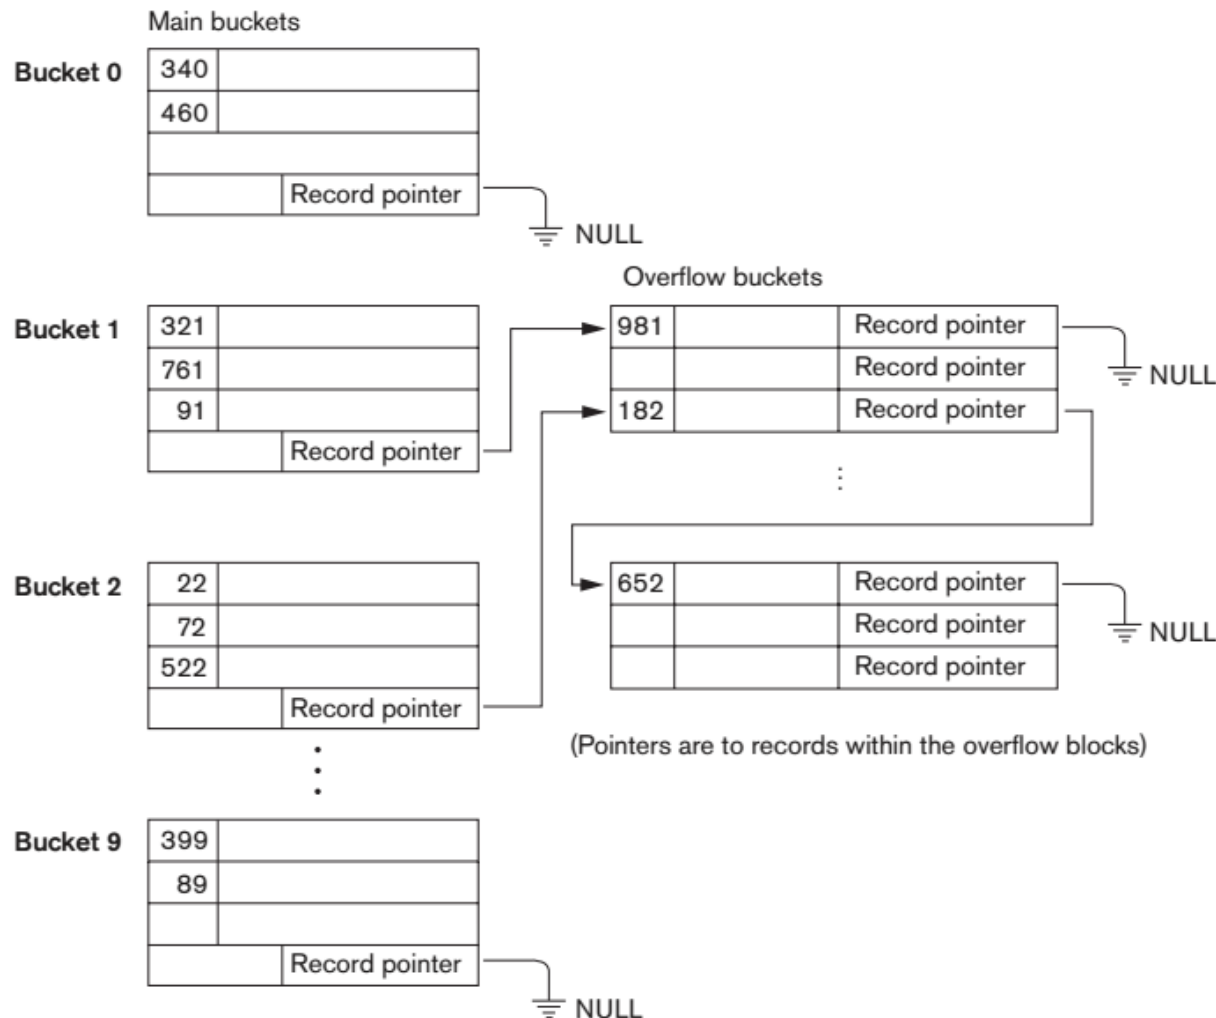 Main buckets
Bucket 0
340
460
Record pointer
NULL
Overflow buckets
Bucket 1
321
761
91
Record pointer
981 Record pointer
Record pointer
182 Record pointer
NULL
Bucket 2
22
72
522
Record pointer
652 Record pointer
Record pointer
Record pointer
NULL
(Pointers are to records within the overflow blocks)
Bucket 9
399
89
Record pointer
NULL